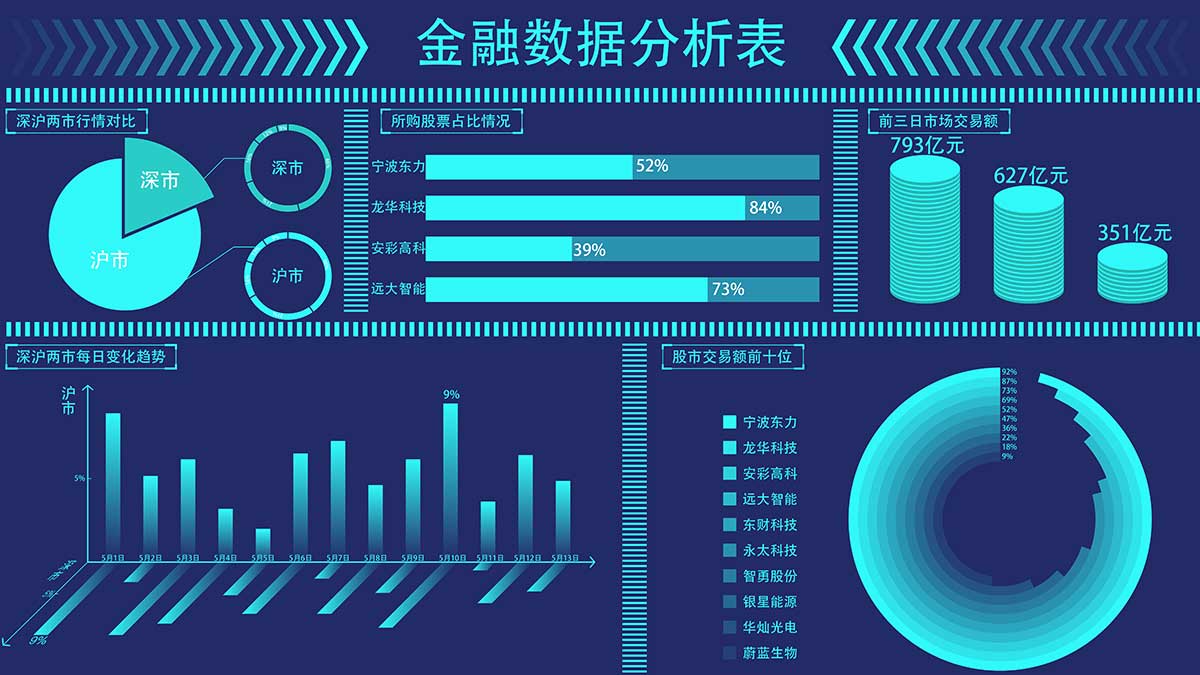 金融数据分析表
深沪两市行情对比
深市
沪市
深市
沪市
所购股票占比情况
宁波东力
52%
龙华科技
84%
安彩高科
39%
远大智能
73%
前三日市场交易额
793亿元
627亿元
351亿元
深沪两市每日变化趋势
沪市
9%
5%
5月1日
5月2日
5月3日
5月4日
5月5日
5月6日
5月7日
5月8日
5月9日
5月10日
5月11日
5月12日
5月13日
深市
5%
9%
股市交易额前十位
宁波东力
龙华科技
安彩高科
远大智能
东财科技
永太科技
智勇股份
银星能源
华灿光电
蔚蓝生物
92%
87%
73%
69%
52%
47%
36%
22%
18%
9%